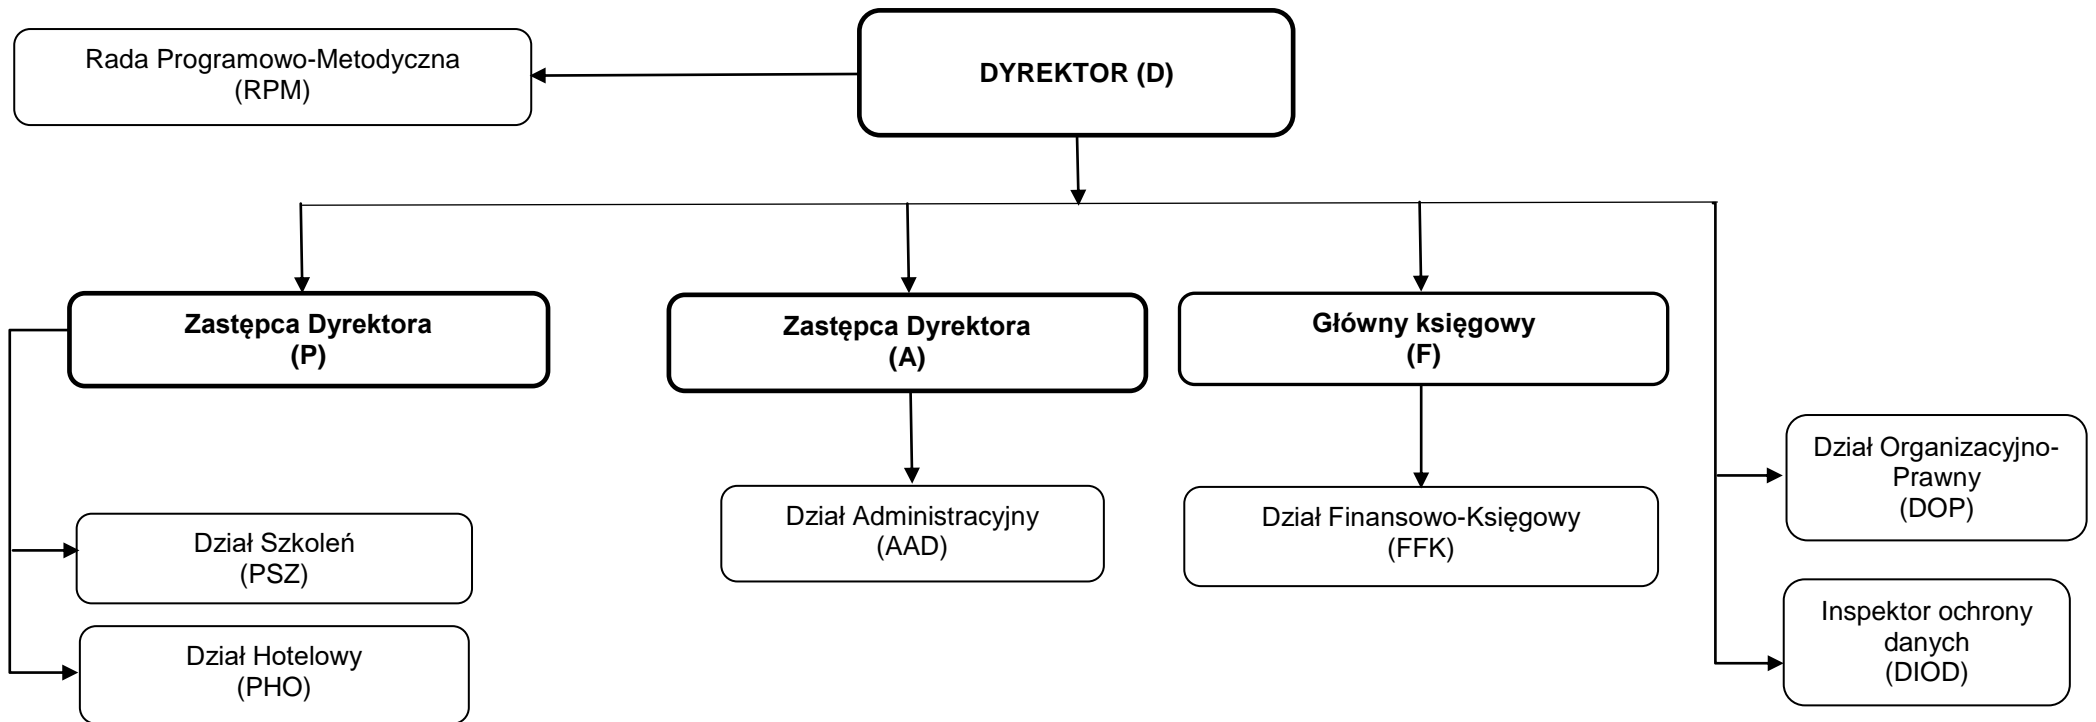 Rada Programowo-Metodyczna
(RPM)
DYREKTOR (D)
Zastępca Dyrektora
(P)
Zastępca Dyrektora
(A)
Główny księgowy
(F)
Dział Szkoleń
(PSZ)
Dział Hotelowy
(PHO)
Dział Administracyjny
(AAD)
Dział Finansowo-Księgowy
(FFK)
Dział Organizacyjno-
Prawny
(DOP)
Inspektor ochrony
danych
(DIOD)